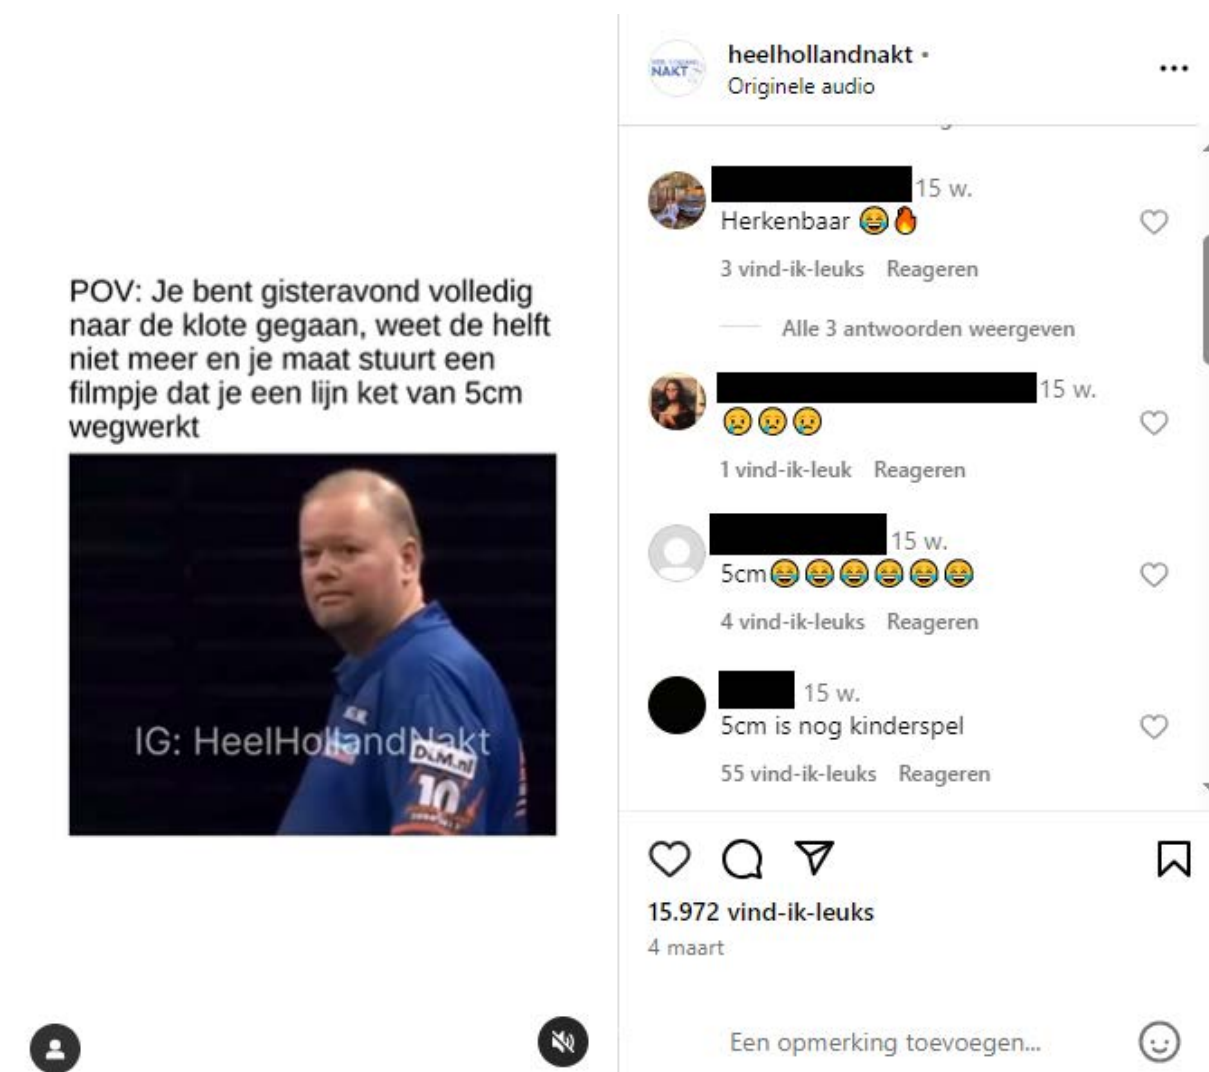 POV: Je bent gisteravond volledig
naar de klote gegaan, weet de helft
niet meer en je maat stuurt een
filmpje dat je een lijn ket van 5cm
wegwerkt
IG: HeelHollandNakt
10
NAKT
heelhollandnakt •
Originele audio
15 w.
Herkenbaar 😂🔥
3 vind-ik-leuks Reageren
Alle 3 antwoorden weergeven
15 w.
😢😢😢
1 vind-ik-leuk Reageren
15 w.
5cm😂😂😂😂😂😂
4 vind-ik-leuks Reageren
15 w.
5cm is nog kinderspel
55 vind-ik-leuks Reageren
15.972 vind-ik-leuks
4 maart
Een opmerking toevoegen...